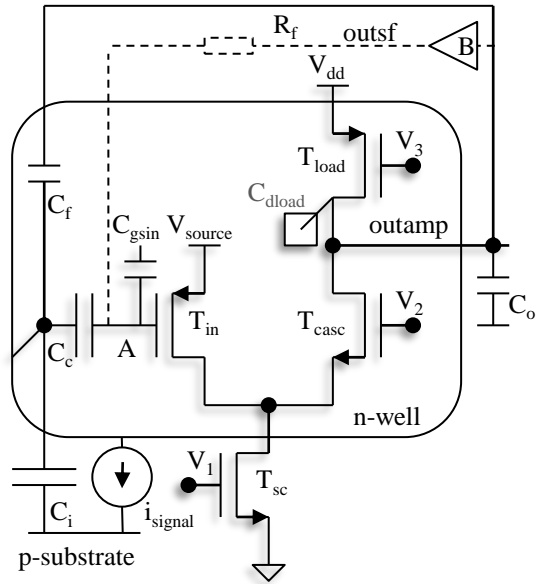 R_f
outsf
B
V_dd
V_3
T_load
C_dload
C_f
C_gsin
V_source
outamp
V_2
C_o
T_in
T_casc
C_c
A
n-well
V_1
T_sc
C_i
i_signal
p-substrate